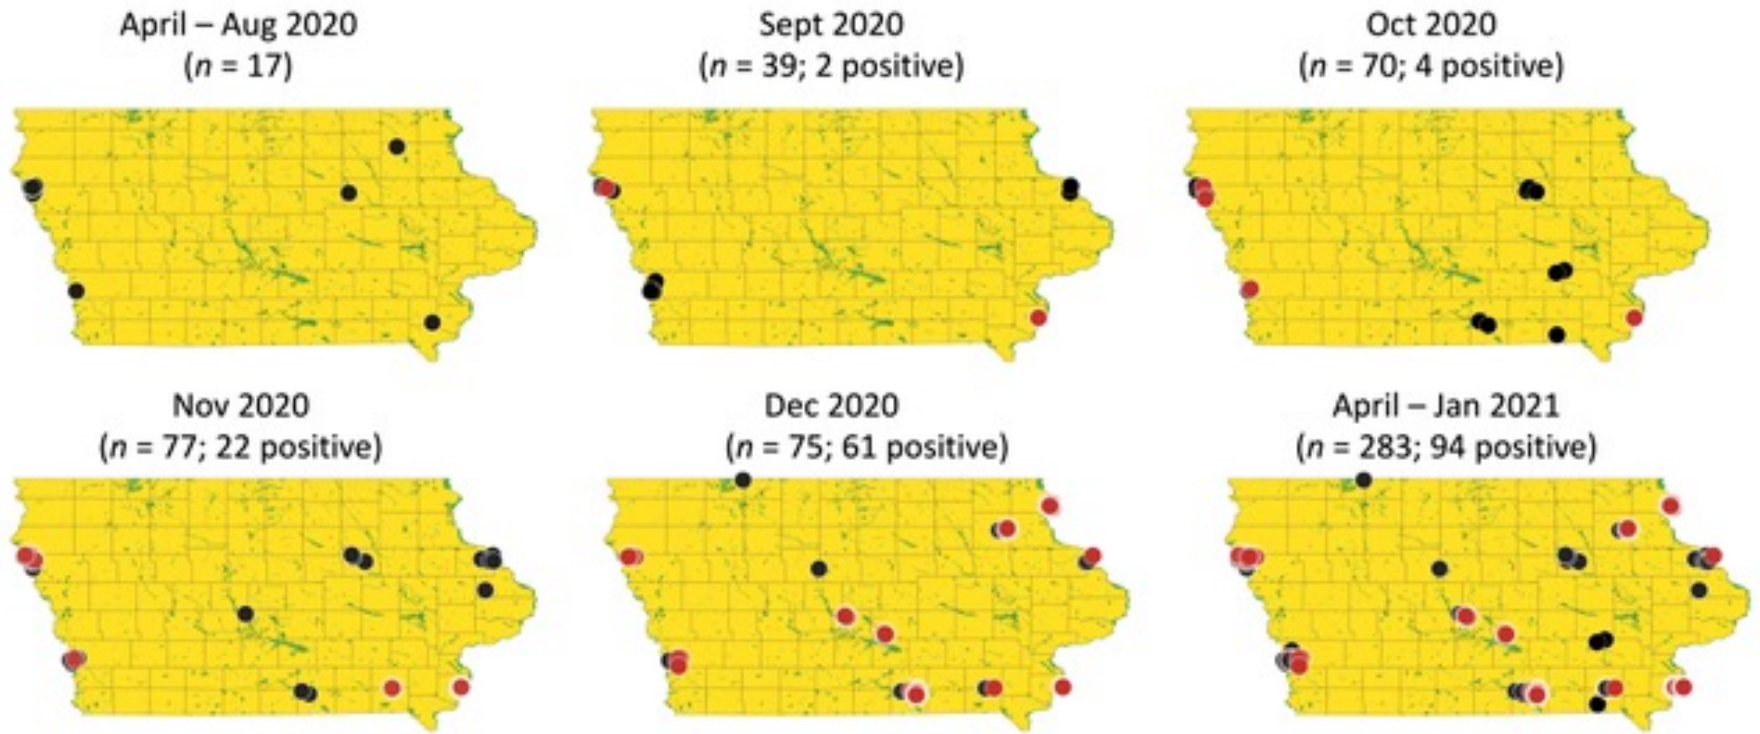 April – Aug 2020
(n = 17)
Sept 2020
(n = 39; 2 positive)
Oct 2020
(n = 70; 4 positive)
Nov 2020
(n = 77; 22 positive)
Dec 2020
(n = 75; 61 positive)
April – Jan 2021
(n = 283; 94 positive)